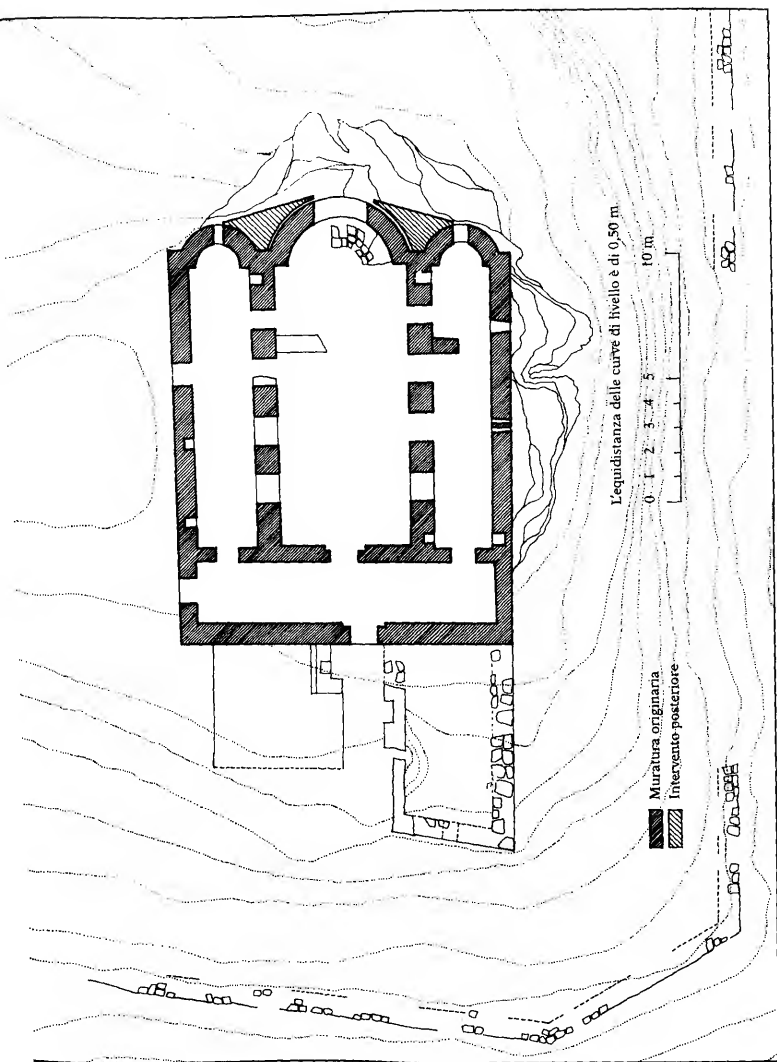 L'equidistanza delle curve di livello è di 0,50 m
0 1 2 3 4 5 10 m
Muratura originaria
Intervento posteriore